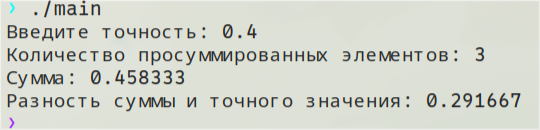 ❯ ./main
Введите точность: 0.4
Количество просуммированных элементов: 3
Сумма: 0.458333
Разность суммы и точного значения: 0.291667
❯